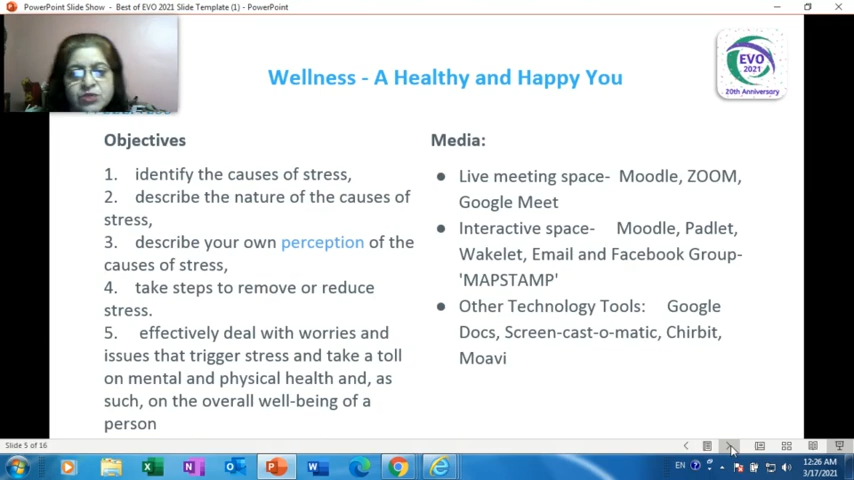 PowerPoint Slide Show - Best of EVO 2021 Slide Template (1) - PowerPoint
Wellness - A Healthy and Happy You
EVO
2021
20th Anniversary
Objectives
1. identify the causes of stress,
2. describe the nature of the causes of
stress,
3. describe your own perception of the
causes of stress,
4. take steps to remove or reduce
stress.
5. effectively deal with worries and
issues that trigger stress and take a toll
on mental and physical health and, as
such, on the overall well-being of a
person
Media:
● Live meeting space- Moodle, ZOOM,
Google Meet
● Interactive space- Moodle, Padlet,
Wakelet, Email and Facebook Group-
'MAPSTAMP'
● Other Technology Tools: Google
Docs, Screen-cast-o-matic, Chirbit,
Moavi
Slide 5 of 16
EN
12:26 AM
3/17/2021